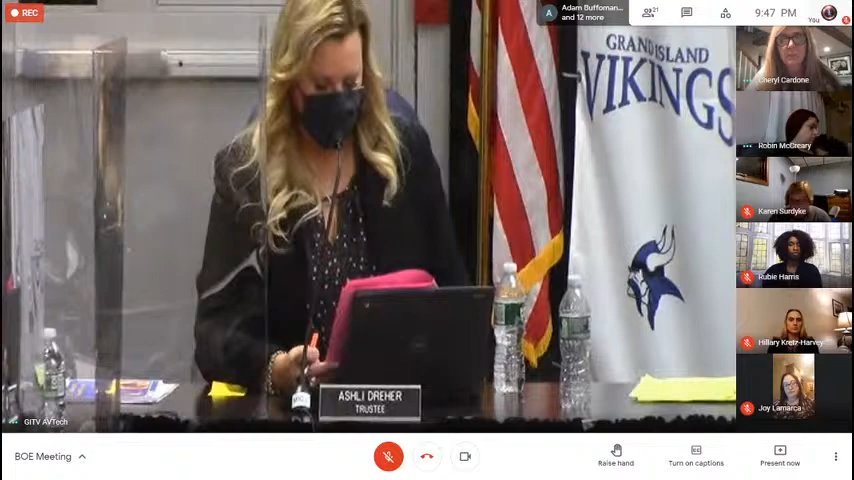 REC
A
Adam Buffoman...
and 12 more
21
9:47 PM
You
GRAND ISLAND
VIKINGS
Cheryl Cardone
Robin McCreary
Karen Surdyke
Rubie Harris
Hillary Kretz-Harvey
Joy Lamarca
ASHLI DREHER
TRUSTEE
GITV AVTech
BOE Meeting
Raise hand
Turn on captions
Present now